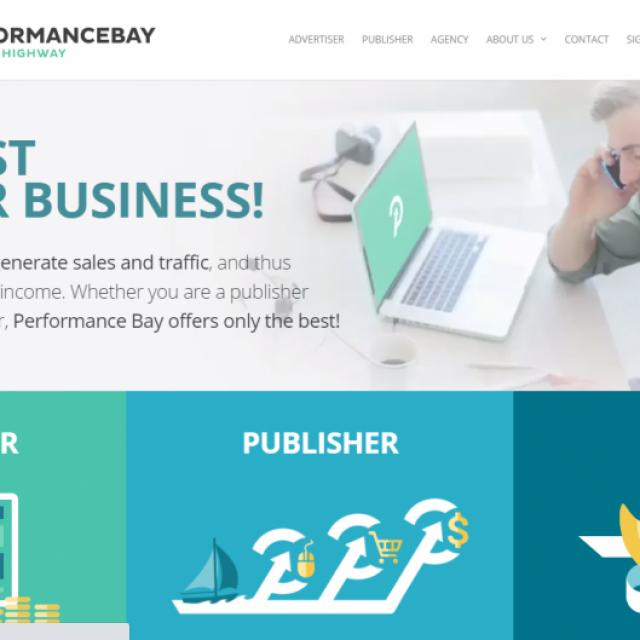 ORMANCEBAY
HIGHWAY
ADVERTISER PUBLISHER AGENCY ABOUT US CONTACT SIG
ST
R BUSINESS!
generate sales and traffic, and thus
income. Whether you are a publisher
r, Performance Bay offers only the best!
R
PUBLISHER
$